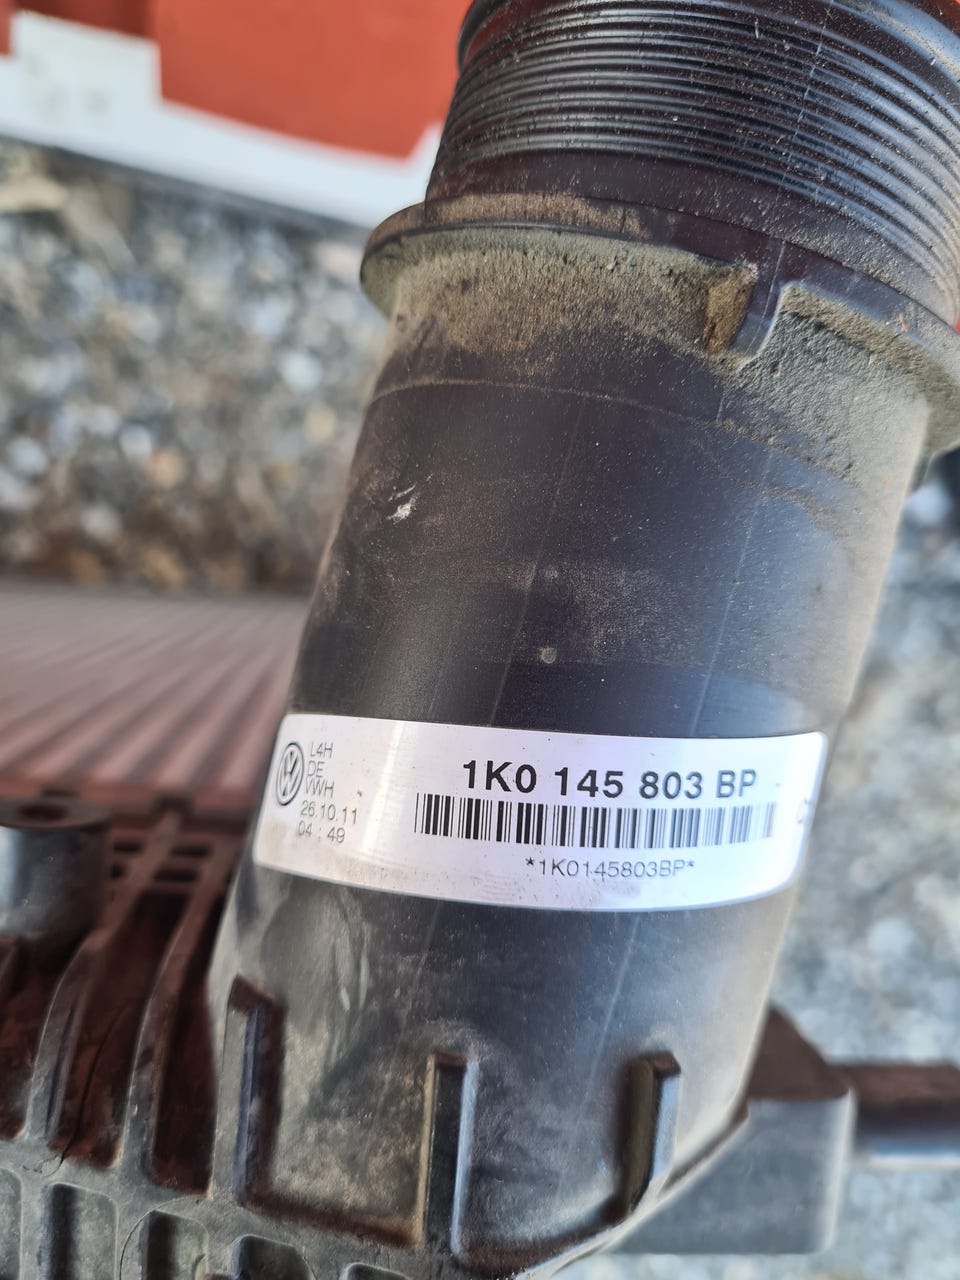 L4H
DE
VWH
26.10.11
04 : 49
1K0 145 803 BP
*1K0145803BP*